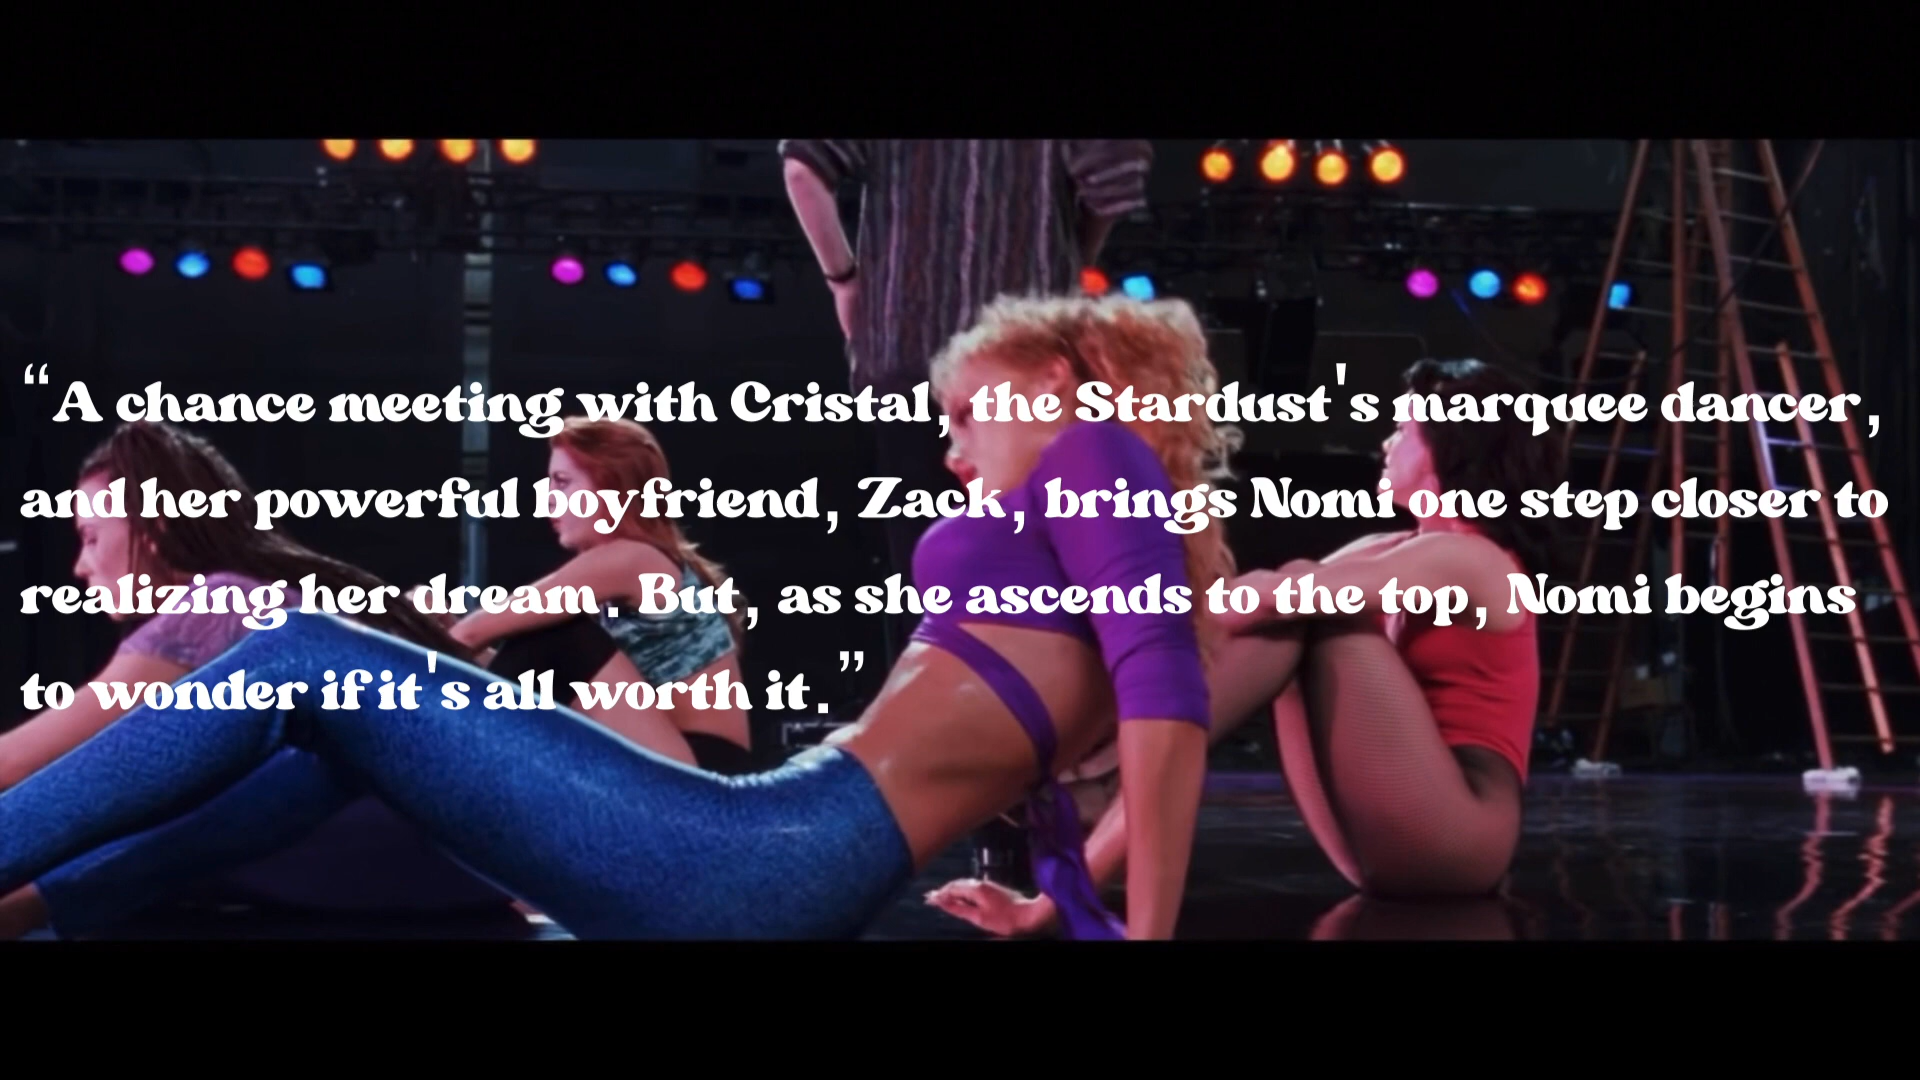 “A chance meeting with Cristal, the Stardust's marquee dancer,
and her powerful boyfriend, Zack, brings Nomi one step closer to
realizing her dream. But, as she ascends to the top, Nomi begins
to wonder if it's all worth it.”